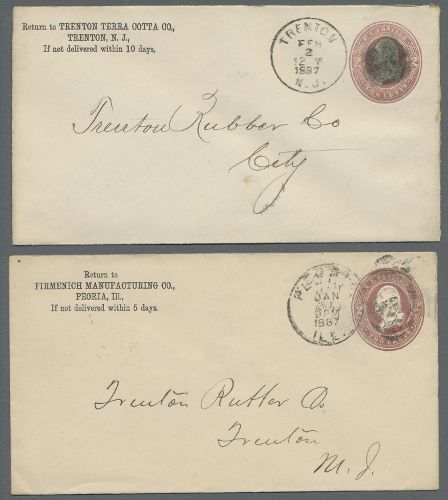 Return to TRENTON TERRA COTTA CO.,
TRENTON, N. J.,
If not delivered within 10 days.
TRENTON
FEB
2
12 M
1887
N.J.
Trenton Rubber Co
City
Return to
FIRMENICH MANUFACTURING CO.,
PEORIA, Ill.,
If not delivered within 5 days.
JAN
1887
ILL.
Trenton Rubber Co
Trenton
N. J.